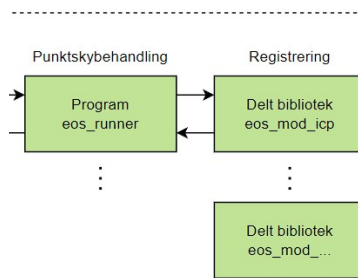 Punktskybehandling
Registrering
Program
eos_runner
Delt bibliotek
eos_mod_icp
Delt bibliotek
eos_mod_...